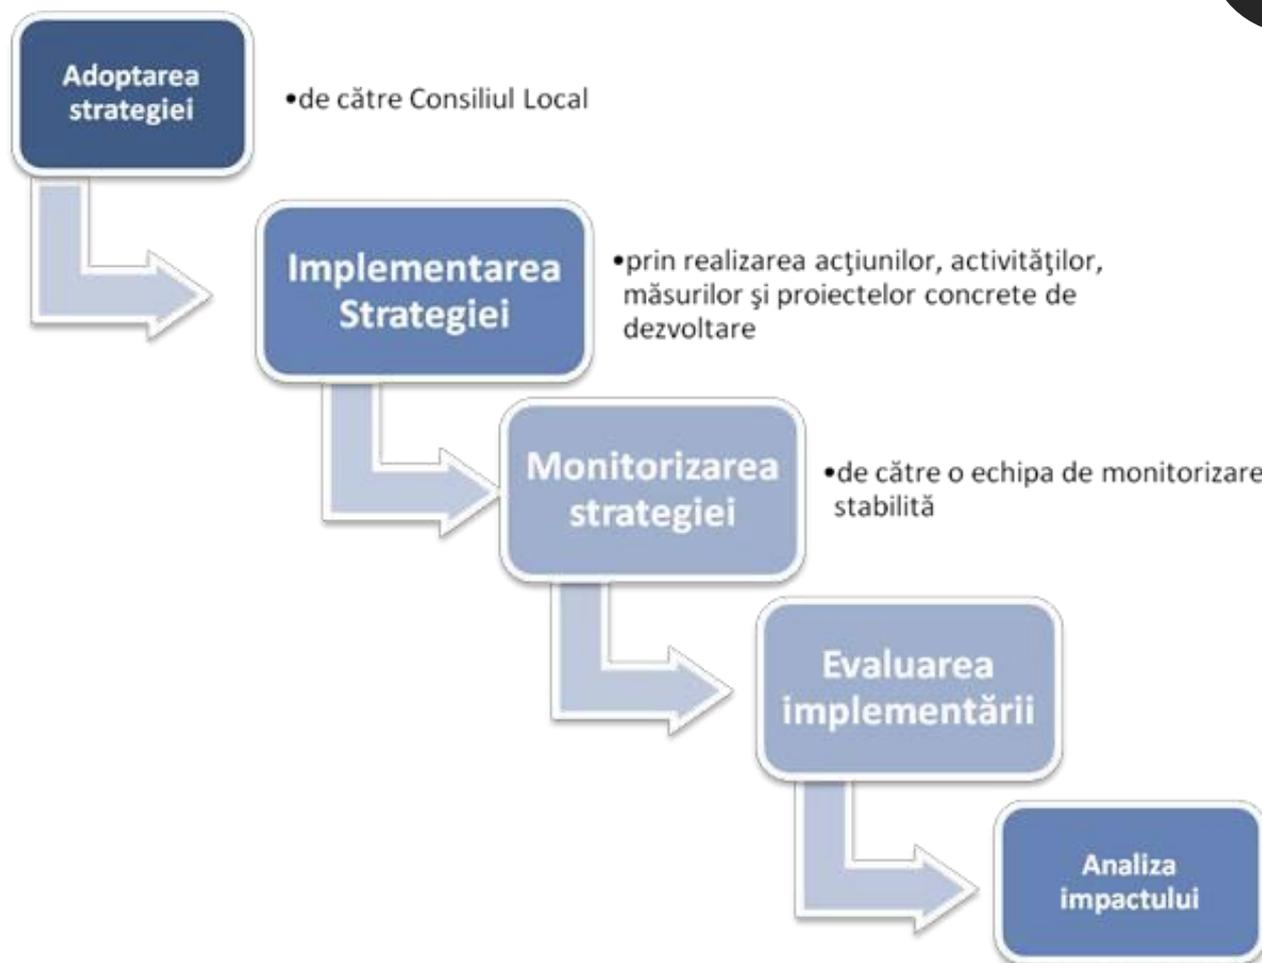 Adoptarea
strategiei
•de către Consiliul Local
Implementarea
Strategiei
•prin realizarea acţiunilor, activităţilor,
măsurilor şi proiectelor concrete de
dezvoltare
Monitorizarea
strategiei
•de către o echipa de monitorizare
stabilită
Evaluarea
implementării
Analiza
impactului